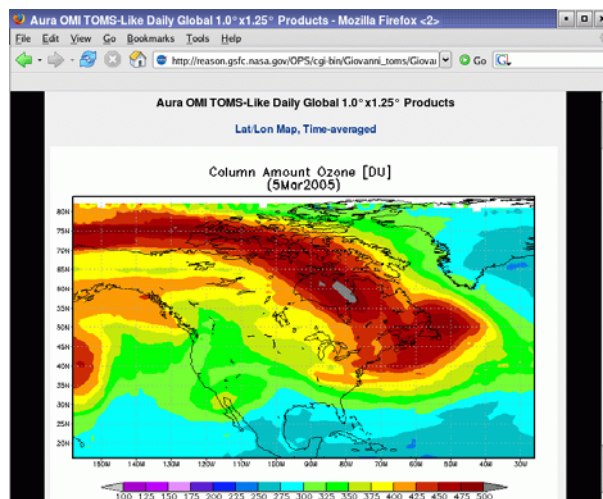 Aura OMI TOMS-Like Daily Global 1.0°x1.25° Products - Mozilla Firefox <2>
File Edit View Go Bookmarks Tools Help
http://reason.gsfc.nasa.gov/OPS/cgi-bin/Giovanni_toms/Giovai Go G
Aura OMI TOMS-Like Daily Global 1.0°x1.25° Products
Lat/Lon Map, Time-averaged
Column Amount Ozone [DU]
(5Mar2005)
80N
75N
70N
65N
60N
55N
50N
45N
40N
35N
30N
25N
20N
150W 140W 130W 120W 110W 100W 90W 80W 70W 60W 50W 40W 30W
100 125 150 175 200 225 250 275 300 325 350 375 400 425 450 475 500